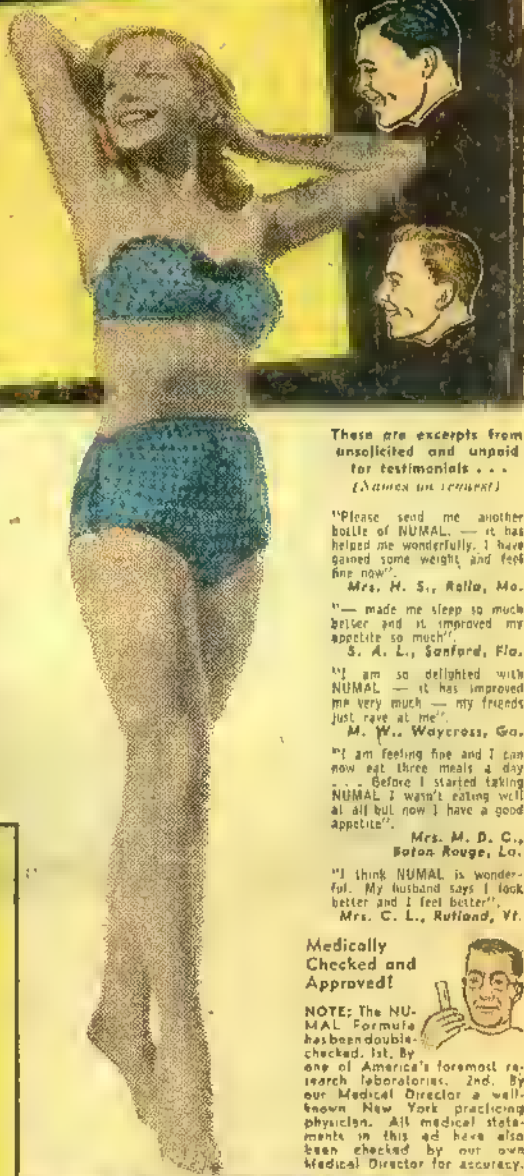 These are excerpts from
unsolicited and unpaid
for testimonials . . .
(Names on request)
"Please send me another
bottle of NUMAL. — it has
helped me wonderfully. I have
gained some weight and feel
fine now".
Mrs. H. S., Rolla, Mo.
"— made me sleep so much
better and it improved my
appetite so much".
S. A. L., Sanford, Fla.
"I am so delighted with
NUMAL — it has improved
me very much — my friends
just rave at me".
M. W., Waycross, Ga.
"I am feeling fine and I can
now eat three meals a day
. . . Before I started taking
NUMAL I wasn't eating well
at all but now I have a good
appetite".
Mrs. M. D. C.,
Baton Rouge, La.
"I think NUMAL is wonder-
ful. My husband says I look
better and I feel better".
Mrs. C. L., Rutland, Vt.
Medically
Checked and
Approved!
NOTE: The NU-
MAL Formula
has been double-
checked. 1st. By
one of America's foremost re-
search laboratories. 2nd. By
our Medical Director a well-
known New York practicing
physician. All medical state-
ments in this ad have also
been checked by our own
Medical Director for accuracy.